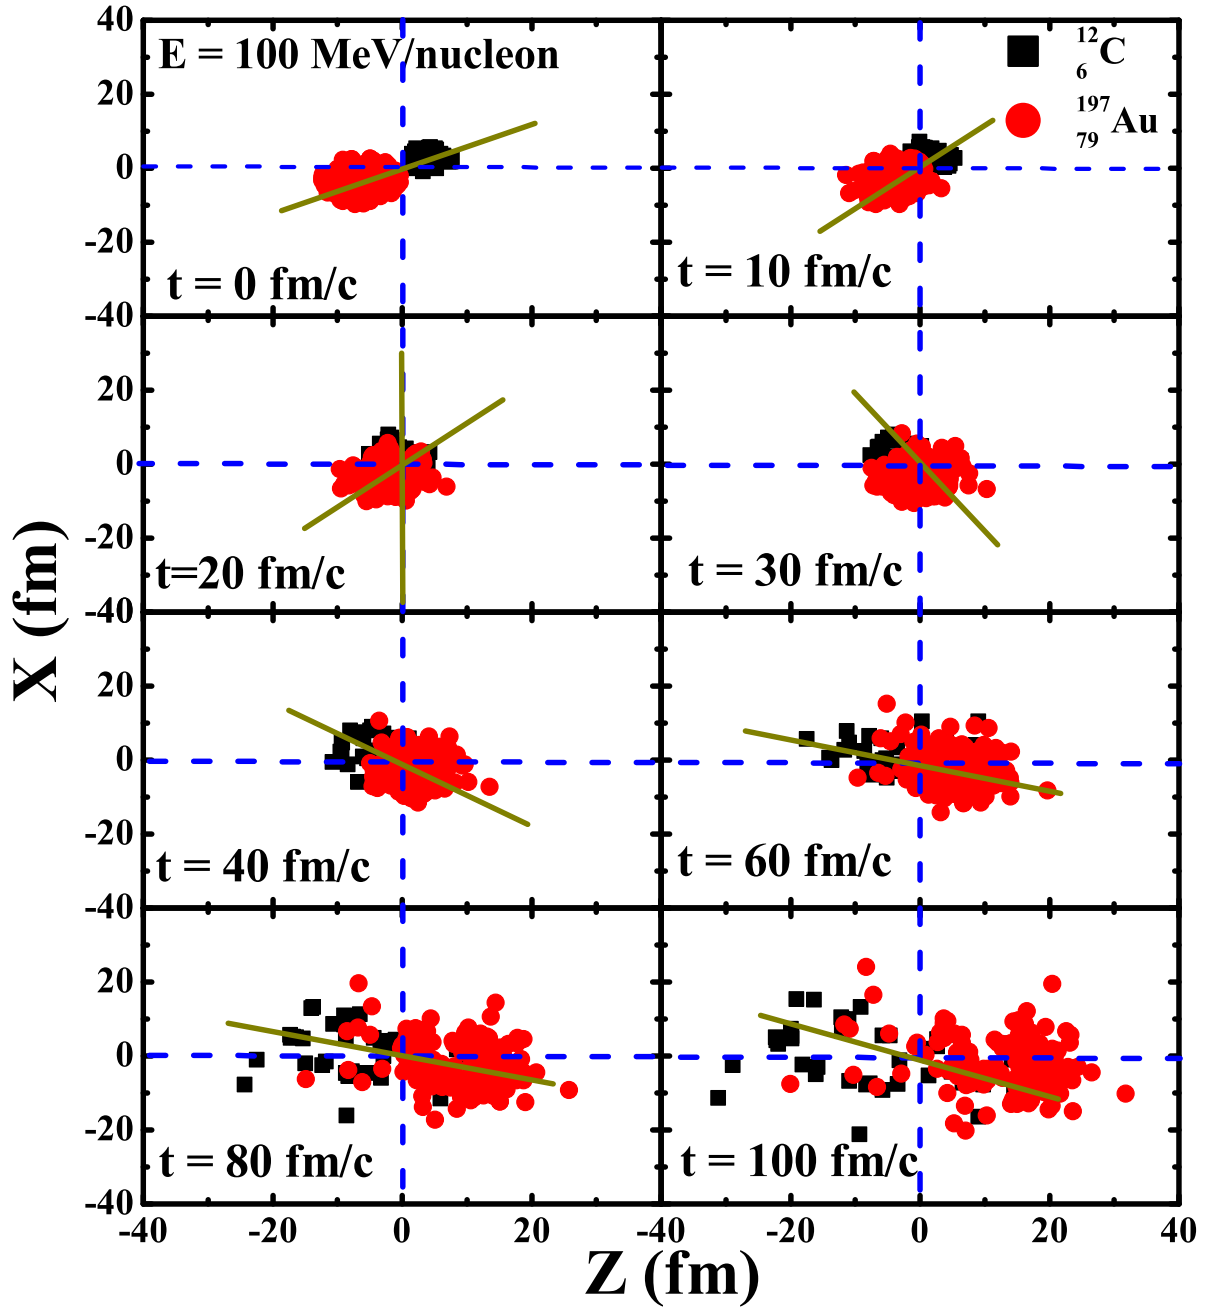 E = 100 MeV/nucleon
12
6 C
197
79 Au
40
20
0
-20
-40
t = 0 fm/c
t = 10 fm/c
20
0
-20
-40
t=20 fm/c
t = 30 fm/c
20
0
-20
-40
t = 40 fm/c
t = 60 fm/c
20
0
-20
-40
t = 80 fm/c
t = 100 fm/c
-40 -20 0 20 -40 -20 0 20 40
X (fm)
Z (fm)